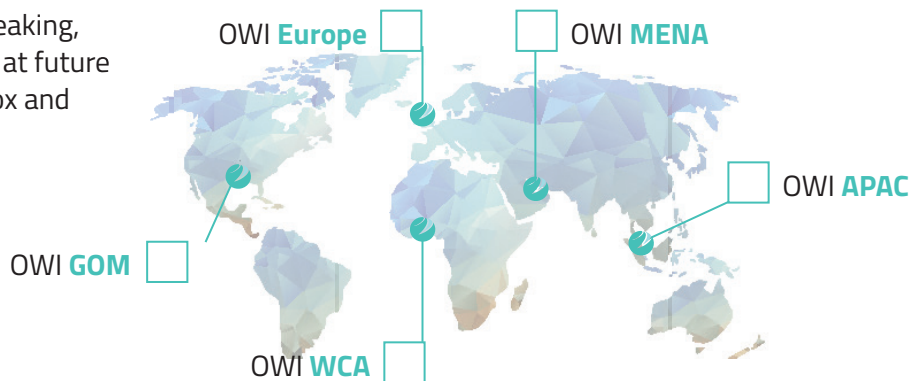 eaking,
at future
ox and
OWI Europe
OWI MENA
OWI APAC
OWI GOM
OWI WCA